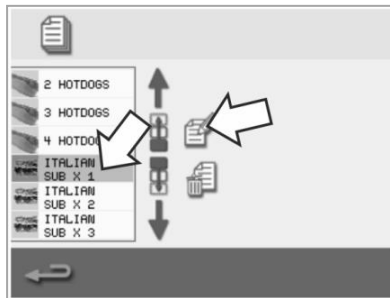 2 HOTDOGS
3 HOTDOGS
4 HOTDO
ITALIAN
SUB X 1
ITALIAN
SUB X 2
ITALIAN
SUB X 3